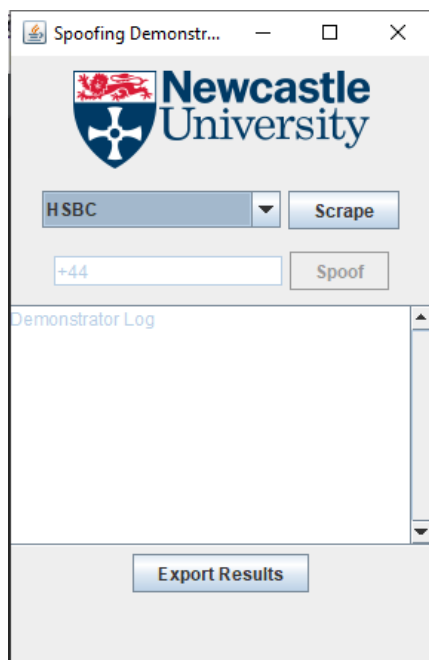 Spoofing Demonstr...
Newcastle
University
HSBC
Scrape
+44
Spoof
Demonstrator Log
Export Results